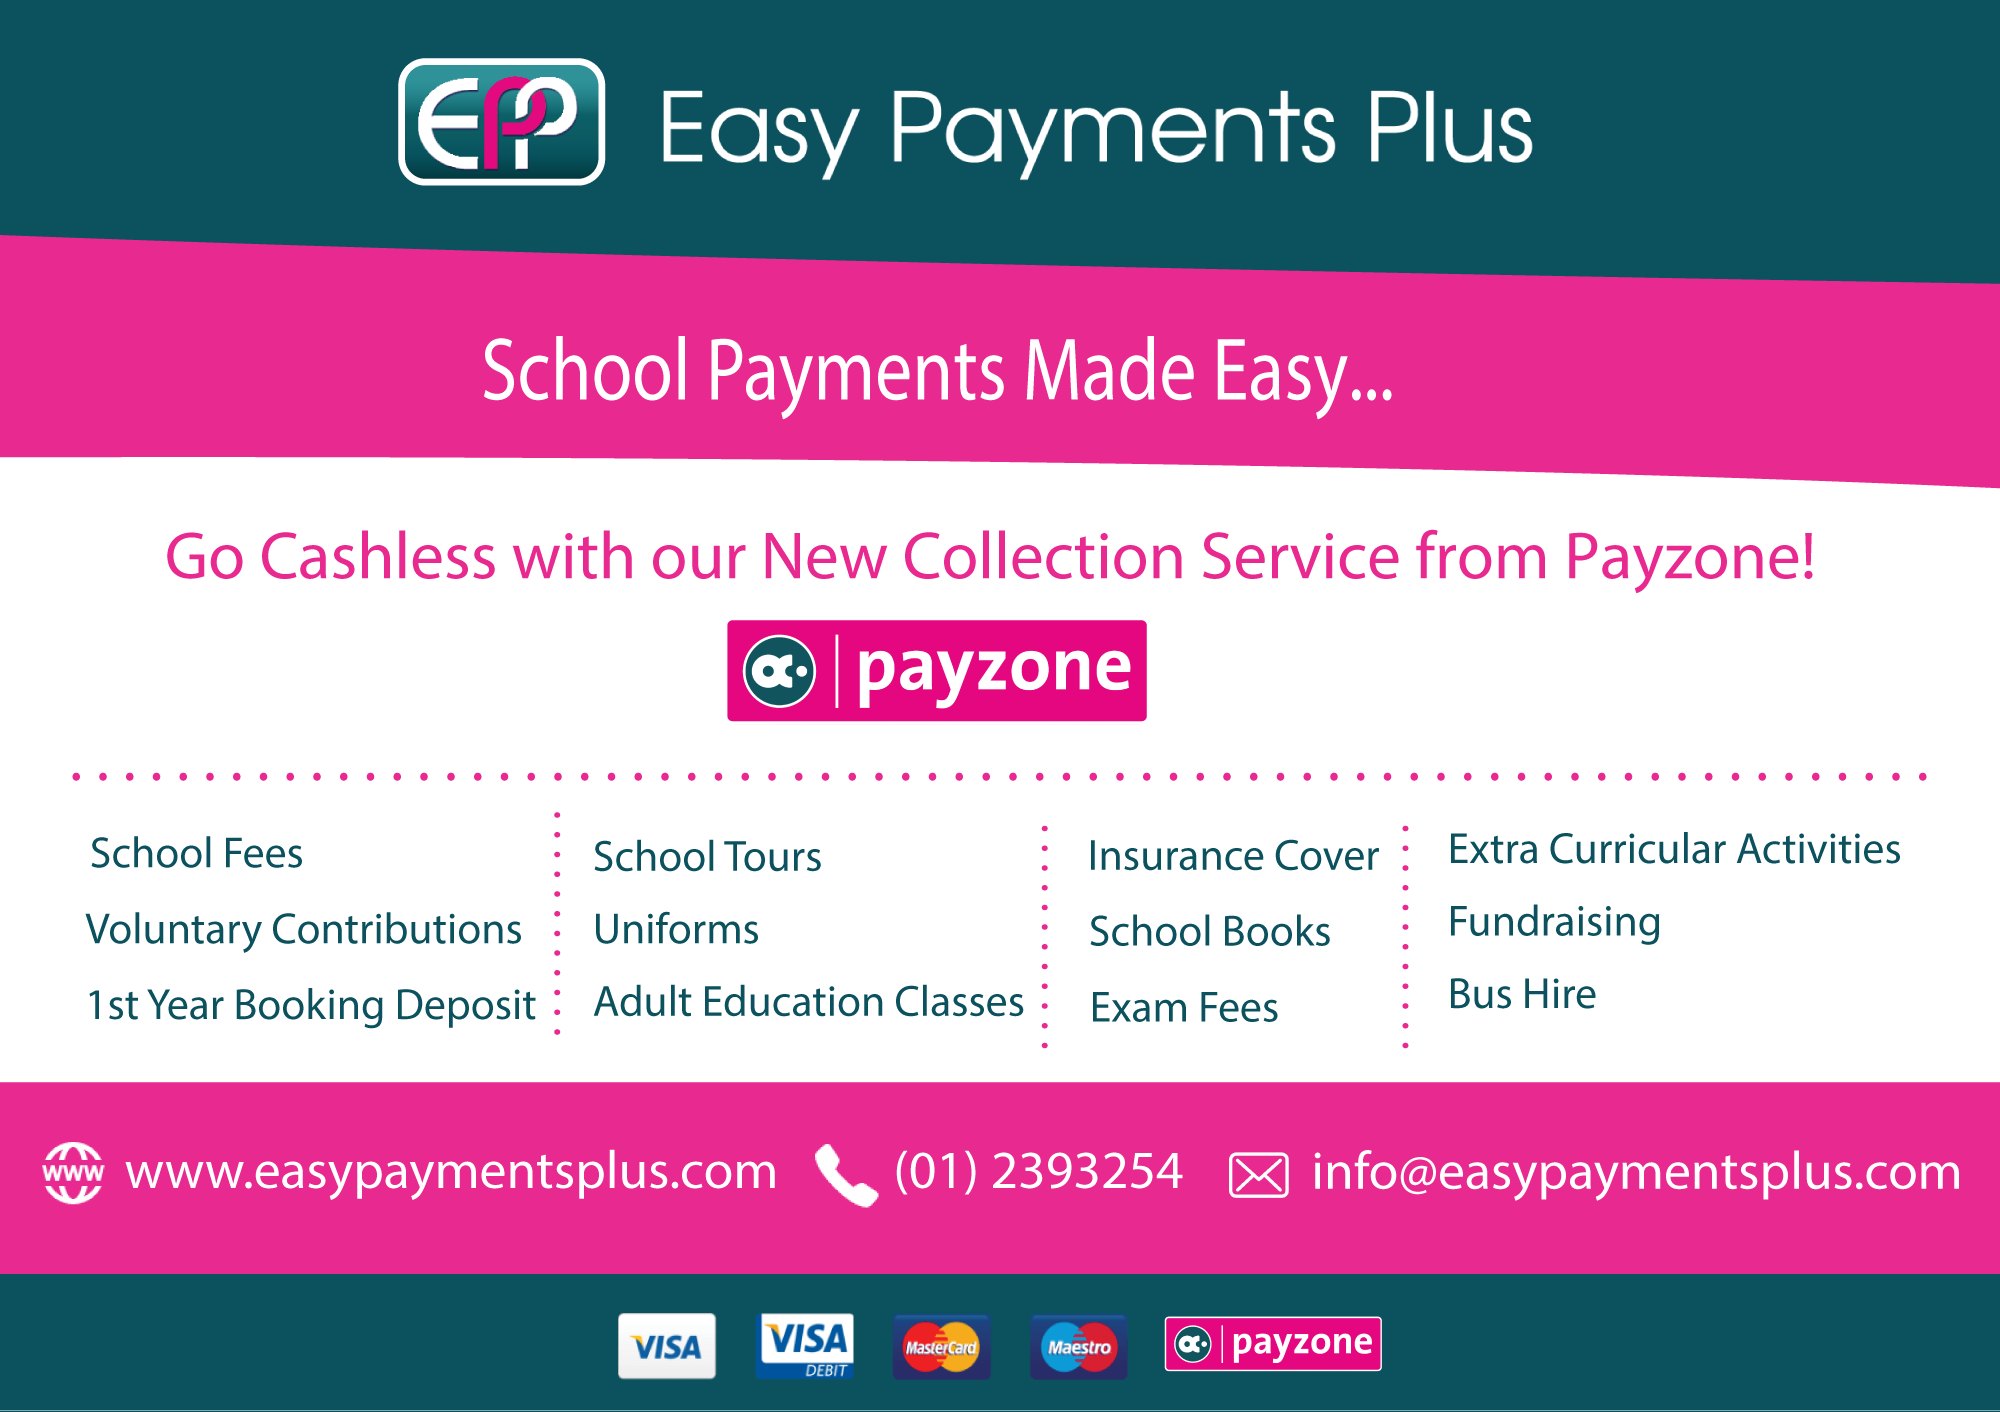 EPP Easy Payments Plus
School Payments Made Easy...
Go Cashless with our New Collection Service from Payzone!
payzone
School Fees
Voluntary Contributions
1st Year Booking Deposit
School Tours
Uniforms
Adult Education Classes
Insurance Cover
School Books
Exam Fees
Extra Curricular Activities
Fundraising
Bus Hire
www www.easypaymentsplus.com (01) 2393254 info@easypaymentsplus.com
VISA VISA DEBIT MasterCard Maestro payzone